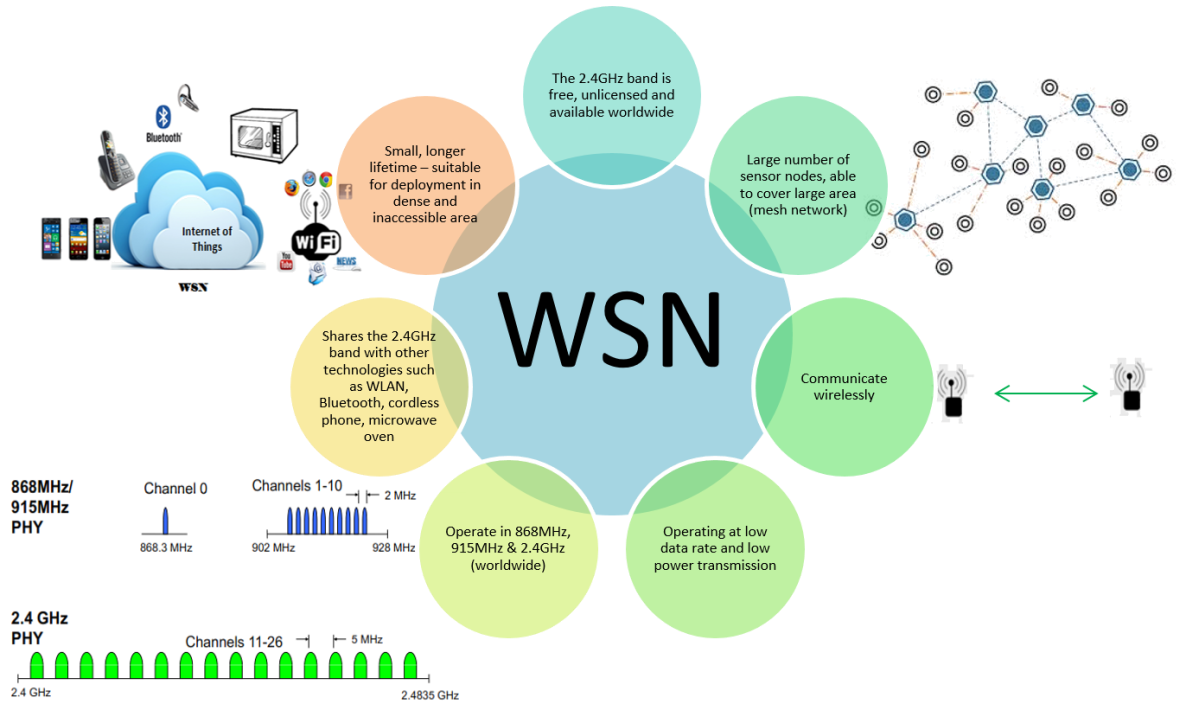 The 2.4GHz band is
free, unlicensed and
available worldwide
Large number of
sensor nodes, able
to cover large area
(mesh network)
Communicate
wirelessly
Operating at low
data rate and low
power transmission
Operate in 868MHz,
915MHz & 2.4GHz
(worldwide)
Shares the 2.4GHz
band with other
technologies such
as WLAN,
Bluetooth, cordless
phone, microwave
oven
Small, longer
lifetime – suitable
for deployment in
dense and
inaccessible area
WSN
Bluetooth
Internet of
Things
WSN
f
WiFi
You
Tube
NEWS
868MHz/
915MHz
PHY
Channel 0
868.3 MHz
Channels 1-10
2 MHz
902 MHz
928 MHz
2.4 GHz
PHY
Channels 11-26
5 MHz
2.4 GHz
2.4835 GHz